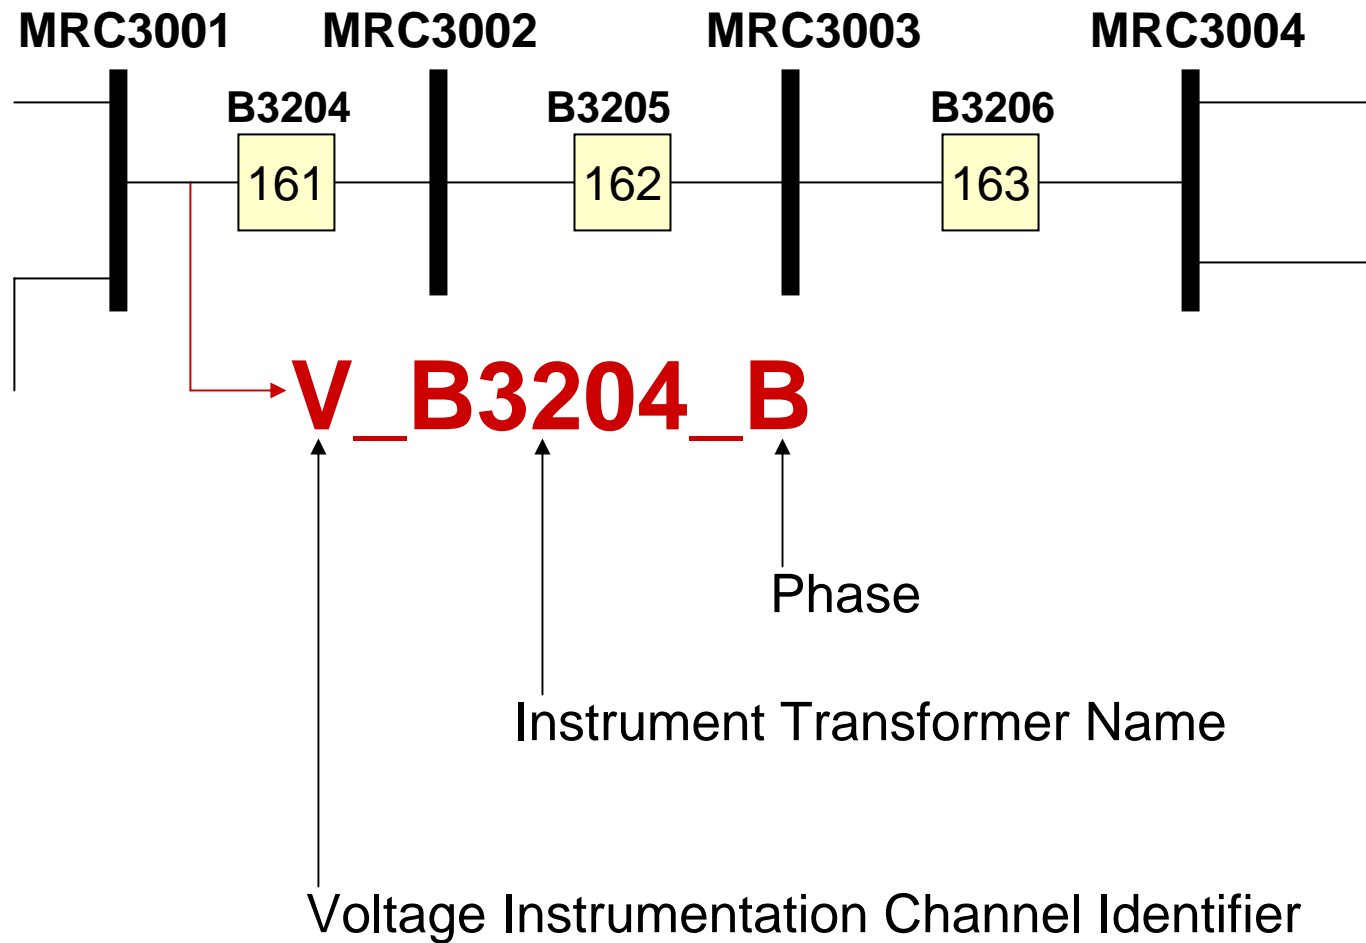 MRC3001 MRC3002 MRC3003 MRC3004
B3204 B3205 B3206
161 162 163
V_B3204_B
Phase
Instrument Transformer Name
Voltage Instrumentation Channel Identifier